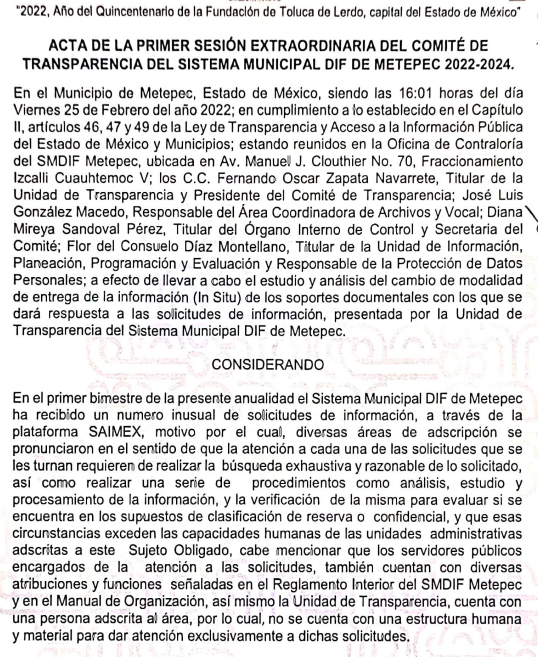 "2022, Año del Quincentenario de la Fundación de Toluca de Lerdo, capital del Estado de México"
ACTA DE LA PRIMER SESIÓN EXTRAORDINARIA DEL COMITÉ DE
TRANSPARENCIA DEL SISTEMA MUNICIPAL DIF DE METEPEC 2022-2024.
En el Municipio de Metepec, Estado de México, siendo las 16:01 horas del día
Viernes 25 de Febrero del año 2022; en cumplimiento a lo establecido en el Capítulo
II, artículos 46, 47 y 49 de la Ley de Transparencia y Acceso a la Información Pública
del Estado de México y Municipios; estando reunidos en la Oficina de Contraloría
del SMDIF Metepec, ubicada en Av. Manuel J. Clouthier No. 70, Fraccionamiento
Izcalli Cuauhtemoc V; los C.C. Fernando Oscar Zapata Navarrete, Titular de la
Unidad de Transparencia y Presidente del Comité de Transparencia; José Luis
González Macedo, Responsable del Área Coordinadora de Archivos y Vocal; Diana
Mireya Sandoval Pérez, Titular del Órgano Interno de Control y Secretaria del
Comité; Flor del Consuelo Díaz Montellano, Titular de la Unidad de Información,
Planeación, Programación y Evaluación y Responsable de la Protección de Datos
Personales; a efecto de llevar a cabo el estudio y análisis del cambio de modalidad
de entrega de la información (In Situ) de los soportes documentales con los que se
dará respuesta a las solicitudes de información, presentada por la Unidad de
Transparencia del Sistema Municipal DIF de Metepec.
CONSIDERANDO
En el primer bimestre de la presente anualidad el Sistema Municipal DIF de Metepec
ha recibido un numero inusual de solicitudes de información, a través de la
plataforma SAIMEX, motivo por el cual, diversas áreas de adscripción se
pronunciaron en el sentido de que la atención a cada una de las solicitudes que se
les turnan requieren de realizar la búsqueda exhaustiva y razonable de lo solicitado,
así como realizar una serie de procedimientos como análisis, estudio y
procesamiento de la información, y la verificación de la misma para evaluar si se
encuentra en los supuestos de clasificación de reserva o confidencial, y que esas
circunstancias exceden las capacidades humanas de las unidades administrativas
adscritas a este Sujeto Obligado, cabe mencionar que los servidores públicos
encargados de la atención a las solicitudes, también cuentan con diversas
atribuciones y funciones señaladas en el Reglamento Interior del SMDIF Metepec
y en el Manual de Organización, así mismo la Unidad de Transparencia, cuenta con
una persona adscrita al área, por lo cual, no se cuenta con una estructura humana
y material para dar atención exclusivamente a dichas solicitudes.